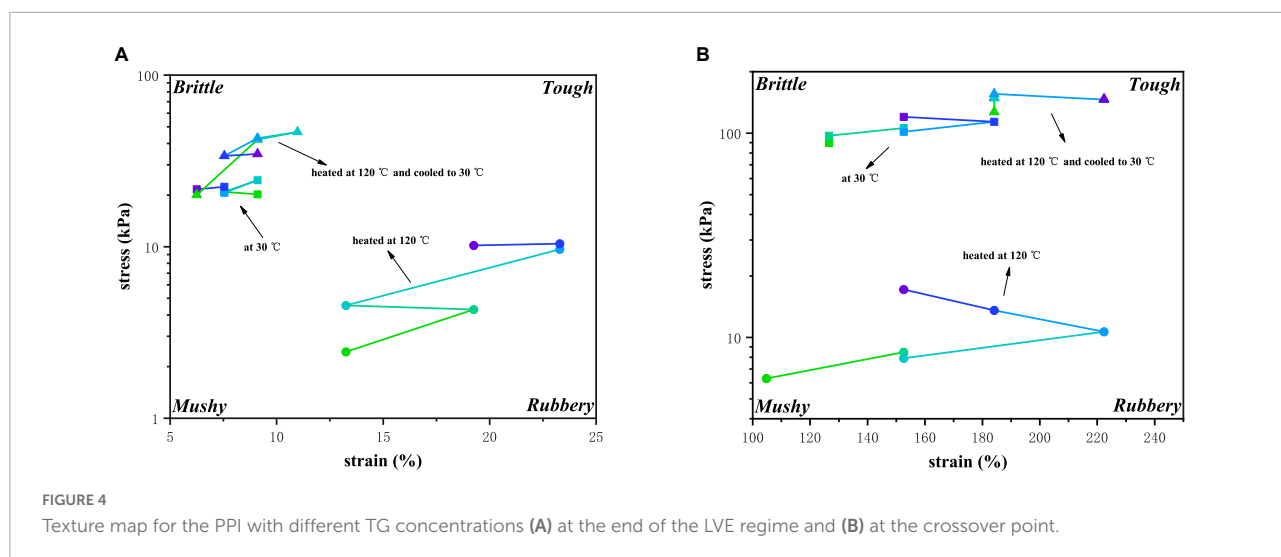 A
100
10
1
stress (kPa)
Brittle
Tough
heated at 120 ℃ and cooled to 30 ℃
at 30 ℃
heated at 120 ℃
Mushy
Rubbery
5
10
15
20
25
strain (%)
B
100
10
stress (kPa)
Brittle
Tough
heated at 120 ℃ and cooled to 30 ℃
at 30 ℃
heated at 120 ℃
Mushy
Rubbery
100
120
140
160
180
200
220
240
strain (%)
FIGURE 4
Texture map for the PPI with different TG concentrations (A) at the end of the LVE regime and (B) at the crossover point.